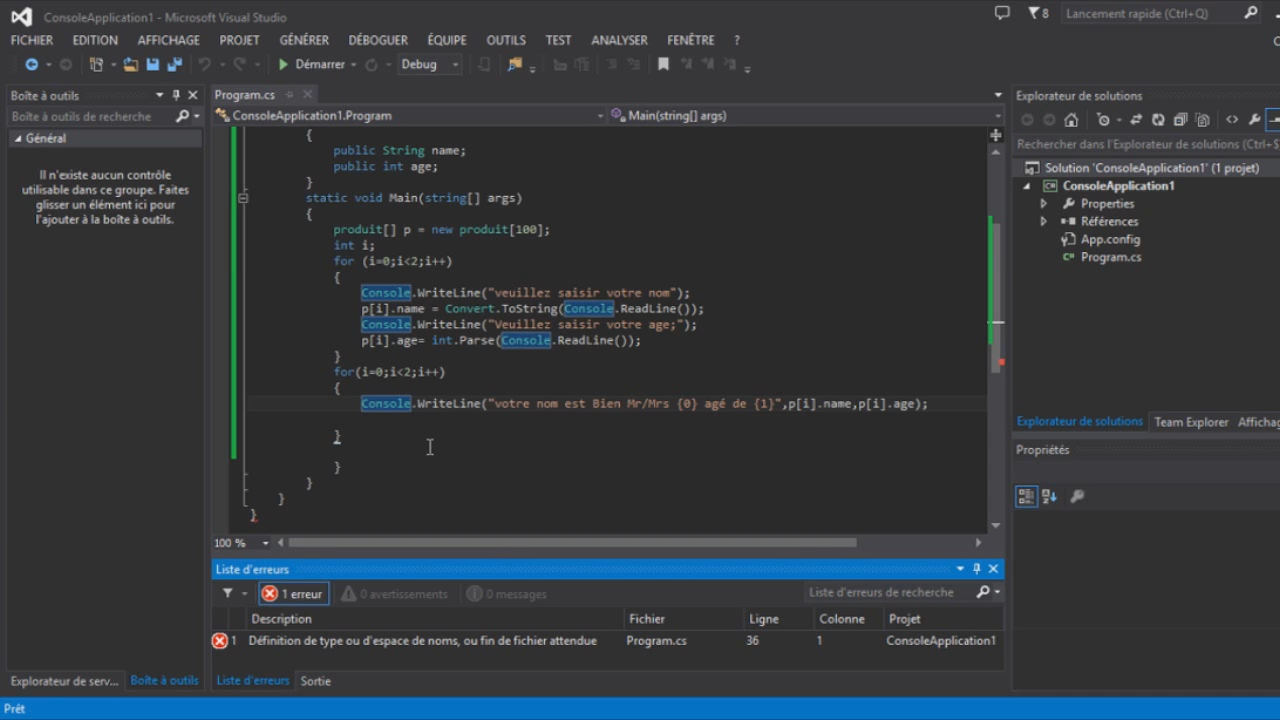 ConsoleApplication1 - Microsoft Visual Studio
8
Lancement rapide (Ctrl+Q)
FICHIER EDITION AFFICHAGE PROJET GÉNÉRER DÉBOGUER ÉQUIPE OUTILS TEST ANALYSER FENÊTRE ?
Démarrer Debug
Boîte à outils
Boîte à outils de recherche
Général
Il n'existe aucun contrôle
utilisable dans ce groupe. Faites
glisser un élément ici pour
l'ajouter à la boîte à outils.
Explorateur de serv...
Boîte à outils
Program.cs
ConsoleApplication1.Program
Main(string[] args)
{
public String name;
public int age;
}
static void Main(string[] args)
{
produit[] p = new produit[100];
int i;
for (i=0;i<2;i++)
{
Console.WriteLine("veuillez saisir votre nom");
p[i].name = Convert.ToString(Console.ReadLine());
Console.WriteLine("Veuillez saisir votre age;");
p[i].age= int.Parse(Console.ReadLine());
}
for(i=0;i<2;i++)
{
Console.WriteLine("votre nom est Bien Mr/Mrs {0} agé de {1}",p[i].name,p[i].age);
}
}
}
}
}
100 %
Liste d'erreurs
1 erreur
0 avertissements
0 messages
Liste d'erreurs de recherche
Description Fichier Ligne Colonne Projet
1 Définition de type ou d'espace de noms, ou fin de fichier attendue Program.cs 36 1 ConsoleApplication1
Liste d'erreurs
Sortie
Explorateur de solutions
Rechercher dans l'Explorateur de solutions (Ctrl+$
Solution 'ConsoleApplication1' (1 projet)
ConsoleApplication1
Properties
Références
App.config
Program.cs
Explorateur de solutions
Team Explorer
Affichag
Propriétés
Prêt